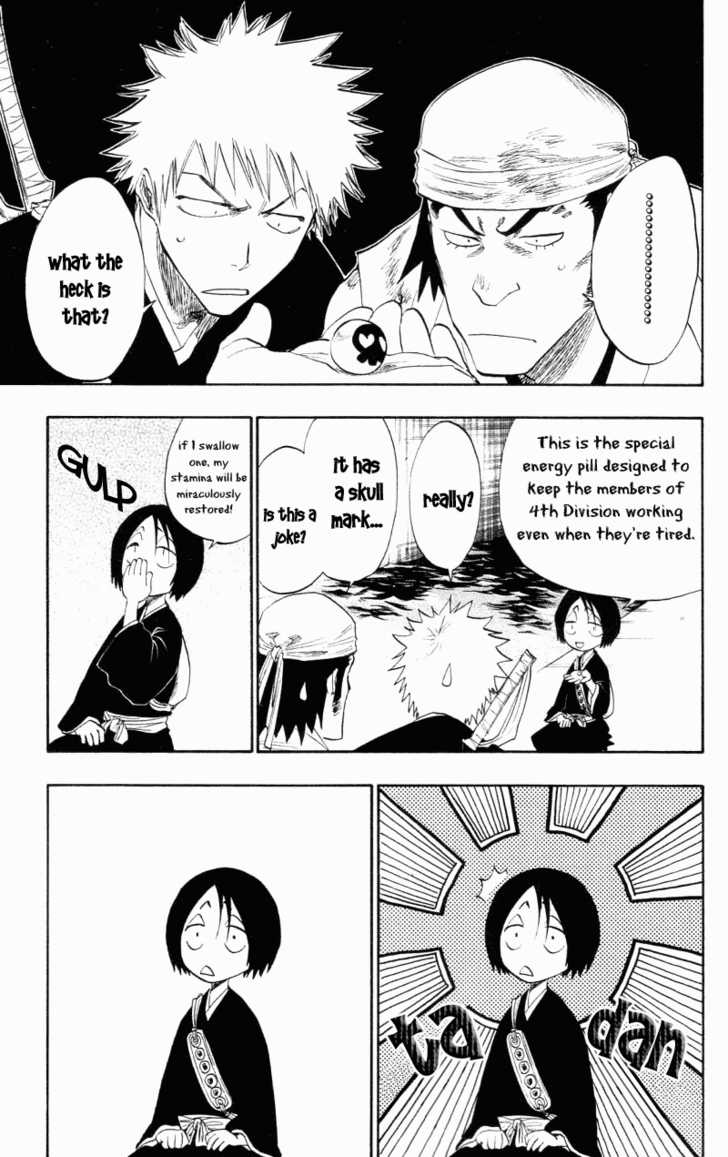 ..................
what the
heck is
that?
This is the special
energy pill designed to
keep the members of
4th Division working
even when they're tired.
really?
it has
a skull
mark...
is this a
joke?
if I swallow
one, my
stamina will be
miraculously
restored!
GULP
ta dan